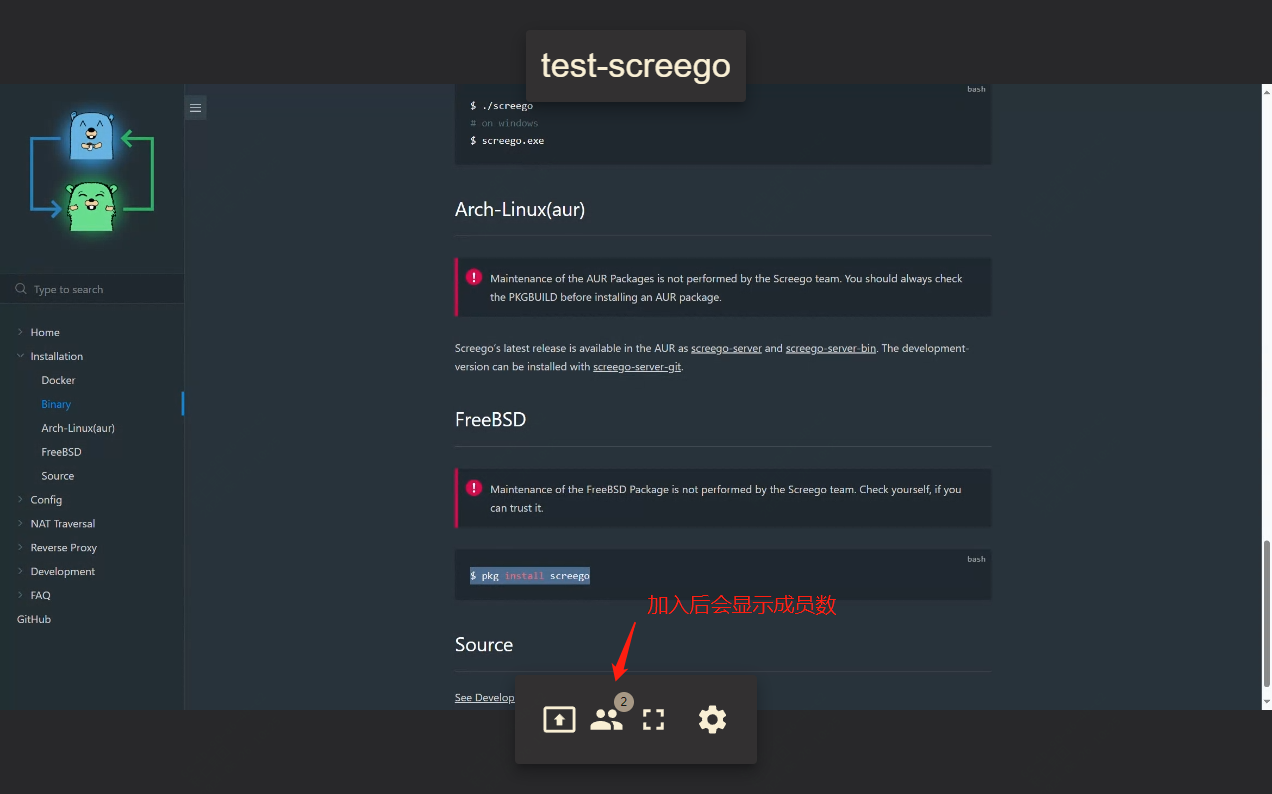 test-screego
bash
$ ./screego
# on windows
$ screego.exe
Type to search
Home
Installation
Docker
Binary
Arch-Linux(aur)
FreeBSD
Source
Config
NAT Traversal
Reverse Proxy
Development
FAQ
GitHub
Arch-Linux(aur)
Maintenance of the AUR Packages is not performed by the Screego team. You should always check
the PKGBUILD before installing an AUR package.
Screego's latest release is available in the AUR as screego-server and screego-server-bin. The development-
version can be installed with screego-server-git.
FreeBSD
Maintenance of the FreeBSD Package is not performed by the Screego team. Check yourself, if you
can trust it.
bash
$ pkg install screego
加入后会显示成员数
Source
See Develop
2